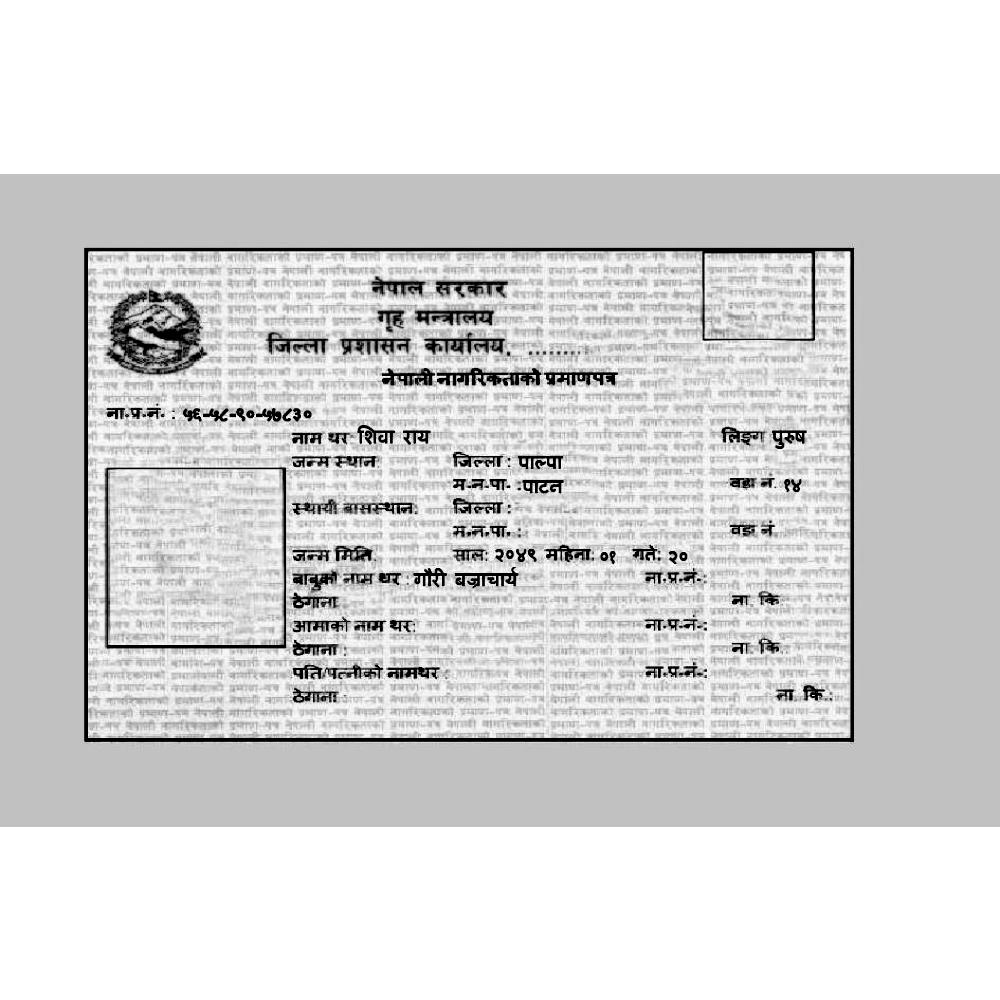 नेपाल सरकार
गृह मन्त्रालय
जिल्ला प्रशासन कार्यालय, .........
नेपाली नागरिकताको प्रमाणपत्र
ना.प्र.नं. : ५६-५८-९०-५७८३०
नाम थर: शिवा राय लिङ्ग पुरुष
जन्म स्थान: जिल्ला : पाल्पा
म.न.पा. : पाटन वडा नं. १४
स्थायी बासस्थान: जिल्ला :
म.न.पा. : वडा नं.
जन्म मिति: साल: २०४९ महिना: ०१ गते: २०
बाबुको नाम थर : गौरी बज्राचार्य ना.प्र.नं.:
ठेगाना: ना. कि.:
आमाको नाम थर: ना.प्र.नं.:
ठेगाना : ना. कि.:
पति/पत्नीको नामथर : ना.प्र.नं.:
ठेगाना : ना. कि.: